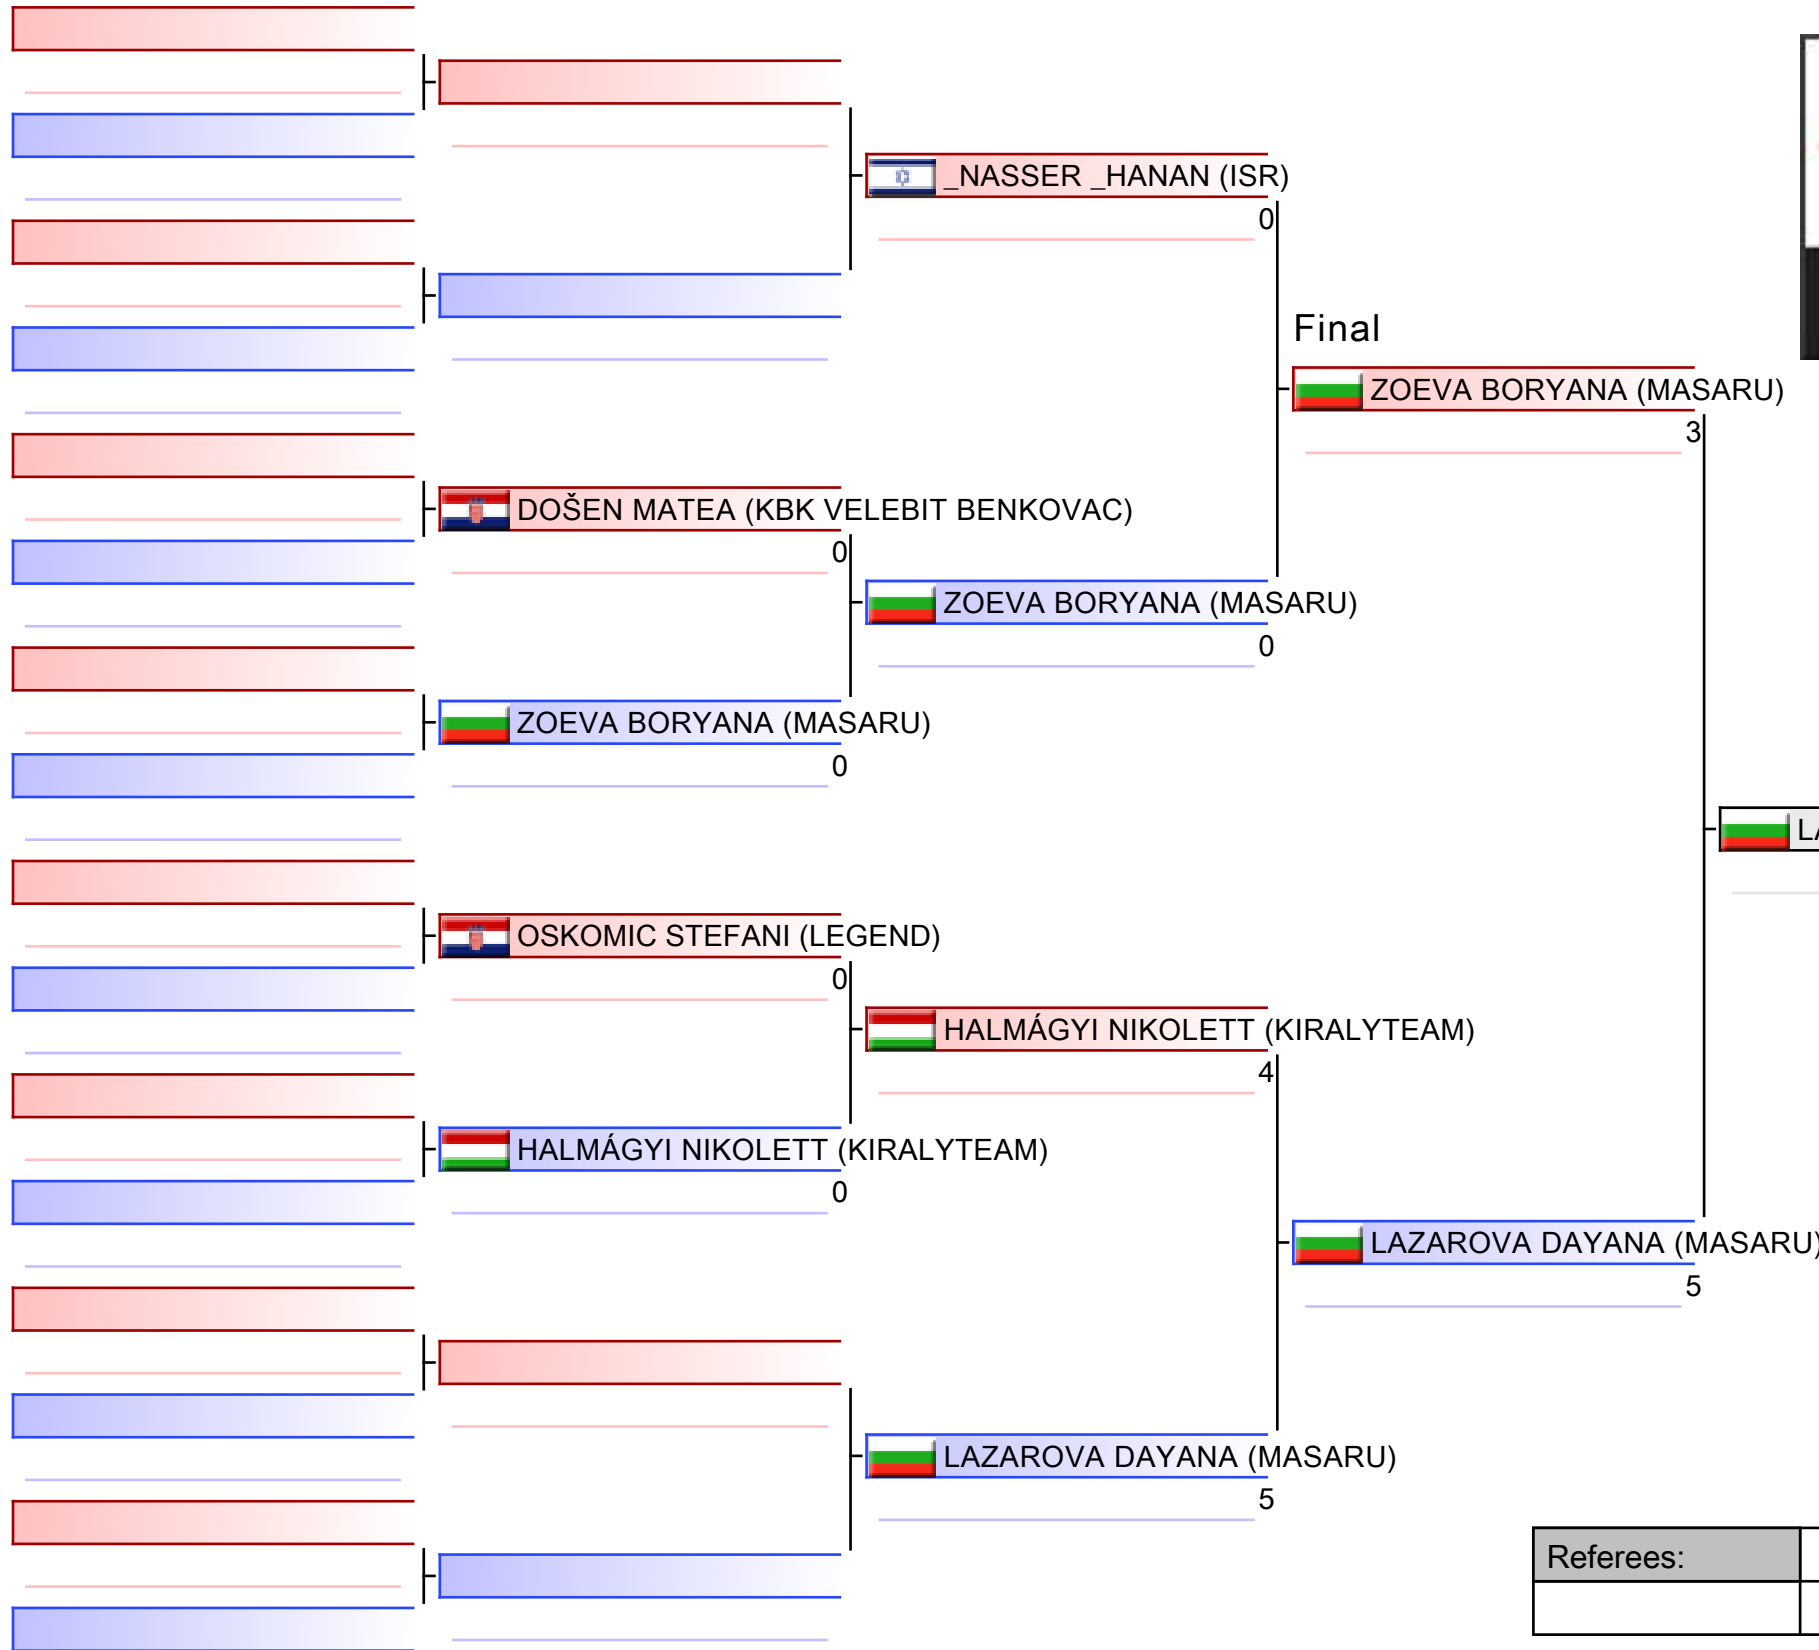 _NASSER _HANAN (ISR)
0
Final
ZOEVA BORYANA (MASARU)
3
DOŠEN MATEA (KBK VELEBIT BENKOVAC)
0
ZOEVA BORYANA (MASARU)
0
ZOEVA BORYANA (MASARU)
0
LA
OSKOMIC STEFANI (LEGEND)
0
HALMÁGYI NIKOLETT (KIRALYTEAM)
4
HALMÁGYI NIKOLETT (KIRALYTEAM)
0
LAZAROVA DAYANA (MASARU)
5
LAZAROVA DAYANA (MASARU)
5
Referees: